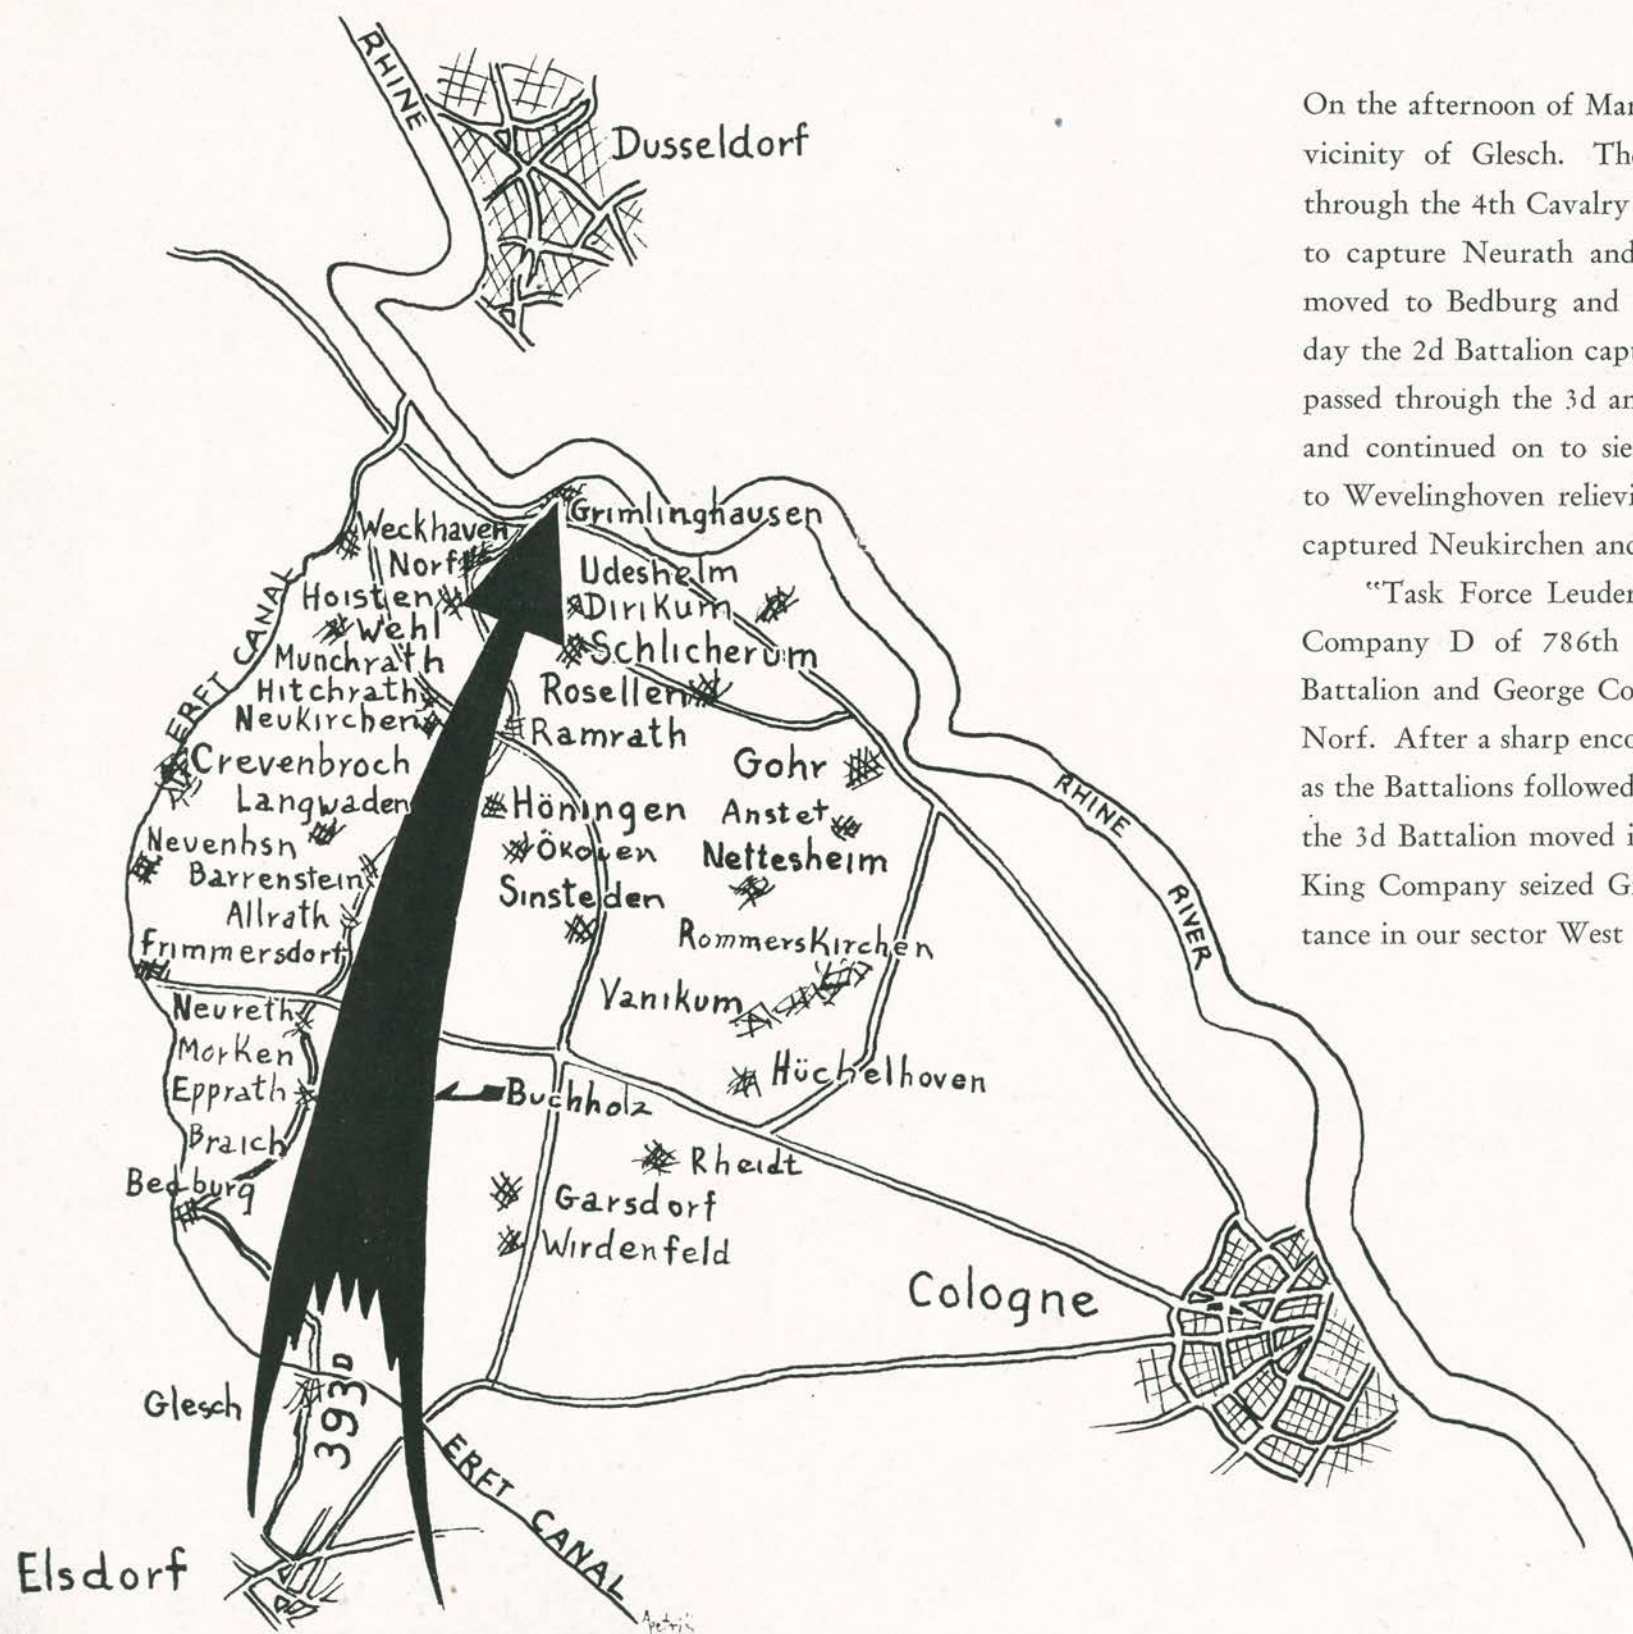 RHINE
Dusseldorf
Grimlinghausen
Weckhaven
Norf
Udesheim
Hoisten
Dirikum
Wehl
Schlicherum
Munchrath
Hitchrath
Rosellen
Neukirchen
Ramrath
ERFT CANAL
Crevenbroch
Gohr
Langwaden
Höningen
Anstet
Nevenhsn
Ökoven
Nettesheim
Barrenstein
Sinsteden
Allrath
Rommerskirchen
Frimmersdorf
Vanikum
Neureth
Morken
Hüchelhoven
Epprath
Buchholz
Braich
Rheidt
Bedburg
Garsdorf
Wirdenfeld
RHINE
RIVER
Cologne
Glesch
393D
ERFT CANAL
Elsdorf
On the afternoon of Mar
vicinity of Glesch. The
through the 4th Cavalry
to capture Neurath and
moved to Bedburg and
day the 2d Battalion capt
passed through the 3d an
and continued on to sie
to Wevelinghoven relievi
captured Neukirchen and
"Task Force Leuder
Company D of 786th
Battalion and George Co
Norf. After a sharp enco
as the Battalions followed
the 3d Battalion moved i
King Company seized G
tance in our sector West